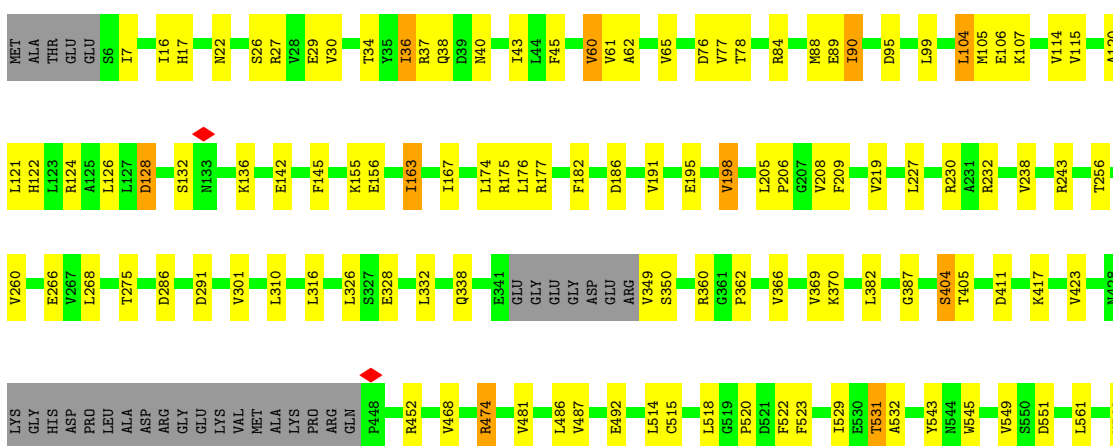 MET ALA THR GLU GLU S6 I7 I16 H17 N22 S26 R27 V28 E29 V30 T34 Y35 I36 R37 Q38 D39 N40 I43 L44 F45 V60 V61 A62 V65 D76 V77 T78 R84 M88 E89 I90 D95 L99 L104 M105 E106 K107 V114 V115 A120
L121 H122 L123 R124 A125 L126 L127 D128 S132 N133 K136 E142 F145 K155 E156 I163 I167 L174 R175 L176 R177 F182 D186 V191 E195 V198 L205 P206 G207 V208 F209 V219 L227 R230 A231 R232 V238 R243 T256
V260 E266 V267 L268 T275 D286 D291 V301 L310 L316 L326 S327 E328 L332 Q338 E341 GLU GLY GLU GLY ASP GLU ARG V349 S350 R360 G361 P362 V366 V369 K370 L382 G387 S404 T405 D411 K417 V423 N428
LYS GLY HIS ASP PRO LEU ALA ASP ARG GLY GLU LYS VAL MET ALA LYS PRO ARG GLN P448 R452 V468 R474 V481 L486 V487 E492 L514 C515 L518 G519 P520 D521 F522 F523 I529 E530 T531 A532 Y543 N544 W545 V549 S550 D551 L561